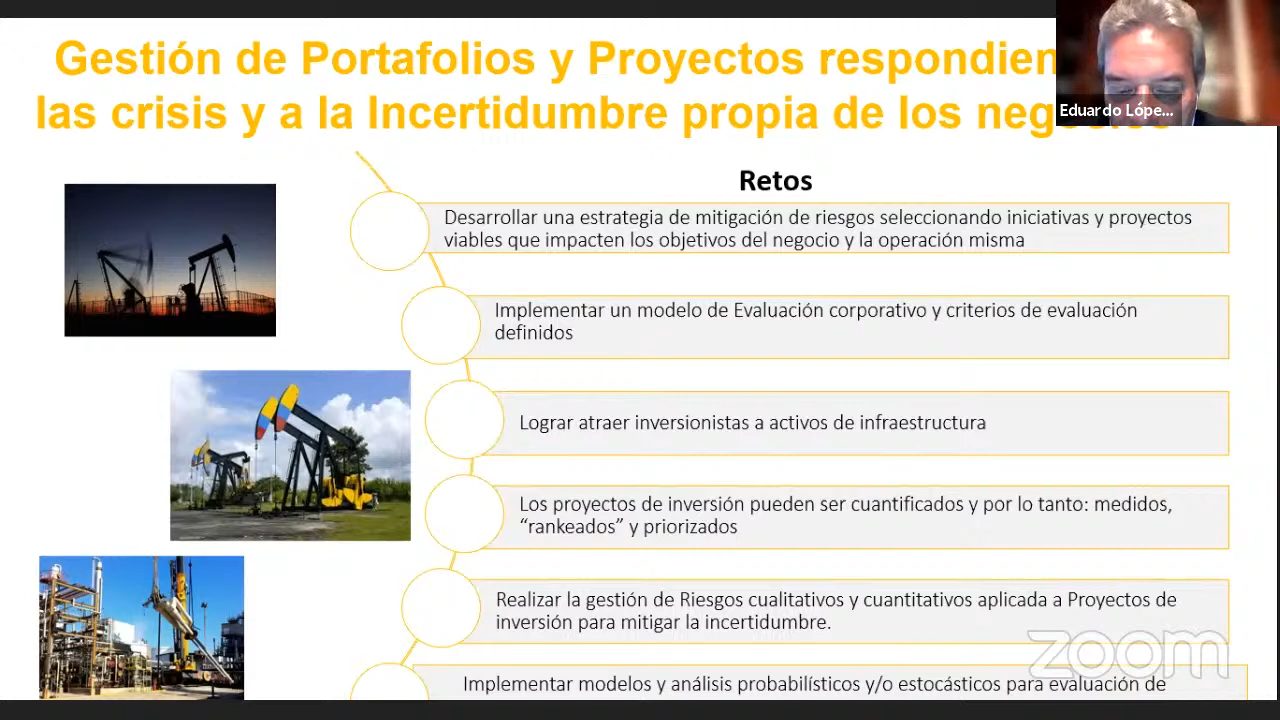 Gestión de Portafolios y Proyectos respondien
las crisis y a la Incertidumbre propia de los
Eduardo Lópe...
Retos
Desarrollar una estrategia de mitigación de riesgos seleccionando iniciativas y proyectos
viables que impacten los objetivos del negocio y la operación misma
Implementar un modelo de Evaluación corporativo y criterios de evaluación
definidos
Lograr atraer inversionistas a activos de infraestructura
Los proyectos de inversión pueden ser cuantificados y por lo tanto: medidos,
“rankeados” y priorizados
Realizar la gestión de Riesgos cualitativos y cuantitativos aplicada a Proyectos de
inversión para mitigar la incertidumbre.
zoom
Implementar modelos y análisis probabilísticos y/o estocásticos para evaluación de